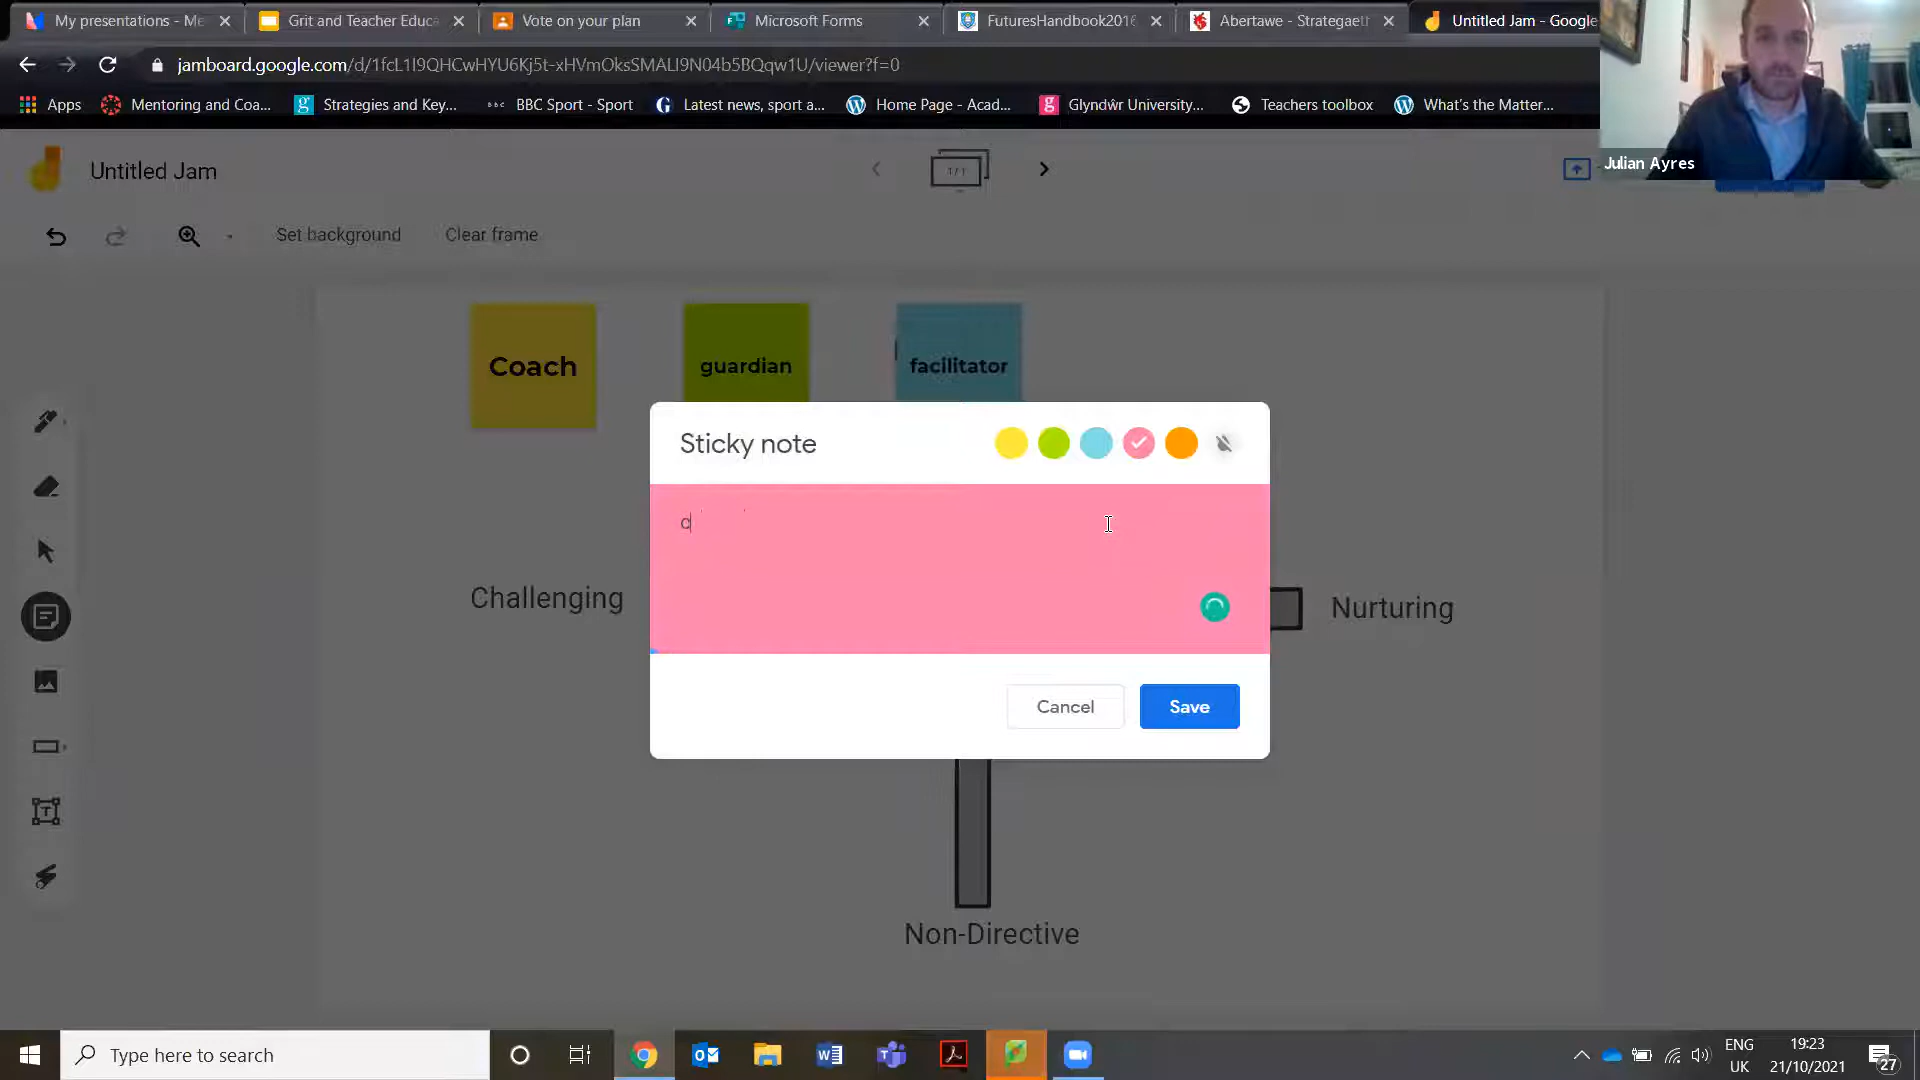 My presentations - Me
Grit and Teacher Educa
Vote on your plan
Microsoft Forms
FuturesHandbook2016
Abertawe - Strategaeth
Untitled Jam - Google
jamboard.google.com/d/1fcL1I9QHCwHYU6Kj5t-xHVmOksSMALI9N04b5BQqw1U/viewer?f=0
Apps
Mentoring and Coa...
Strategies and Key...
BBC Sport - Sport
Latest news, sport a...
Home Page - Acad...
Glyndŵr University...
Teachers toolbox
What's the Matter...
Julian Ayres
Untitled Jam
1 / 1
Set background
Clear frame
Coach
guardian
facilitator
Sticky note
Challenging
Nurturing
Cancel
Save
Non-Directive
Type here to search
ENG
UK
19:23
21/10/2021
27